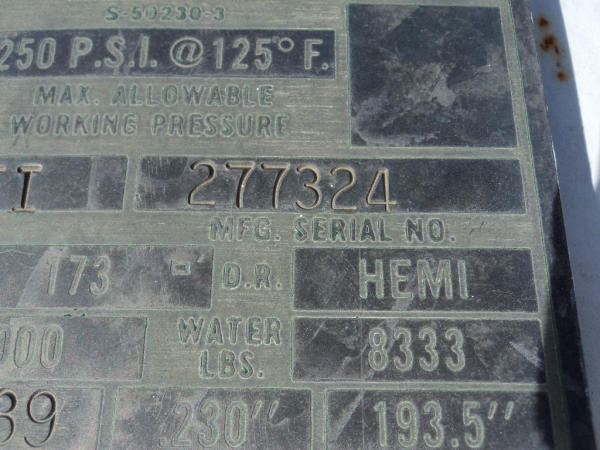 S-50230-3
250 P.S.I. @ 125° F.
MAX. ALLOWABLE
WORKING PRESSURE
277324
MFG. SERIAL NO.
173 - D.R. HEMI
000 WATER LBS. 8333
89 .230″ 193.5″